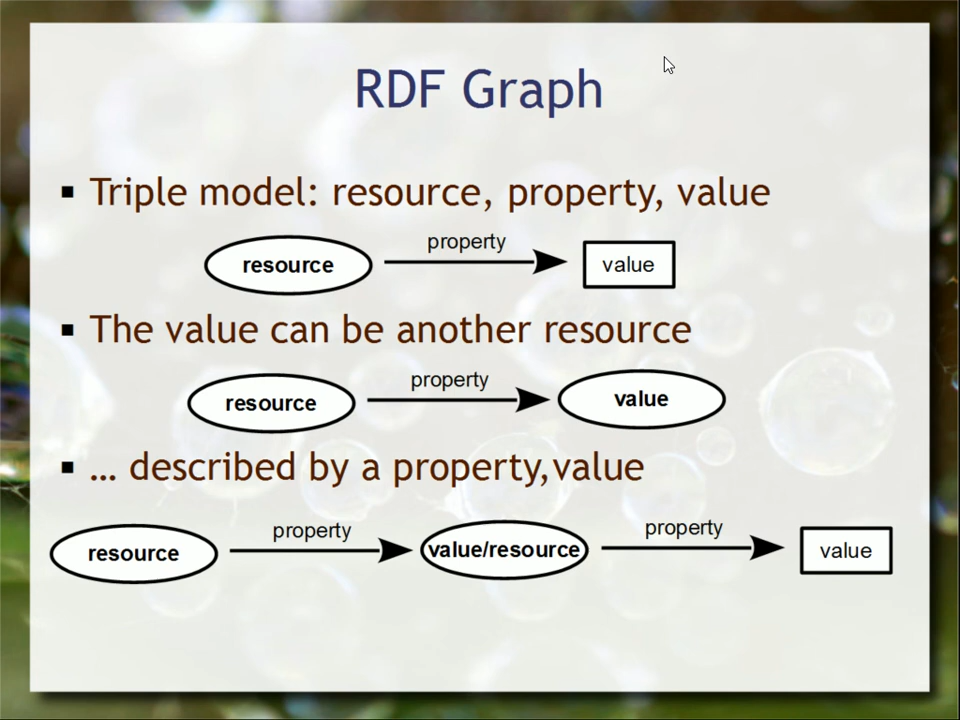 RDF Graph
▪ Triple model: resource, property, value
property
resource
value
▪ The value can be another resource
property
resource
value
▪ … described by a property,value
property
property
resource
value/resource
value